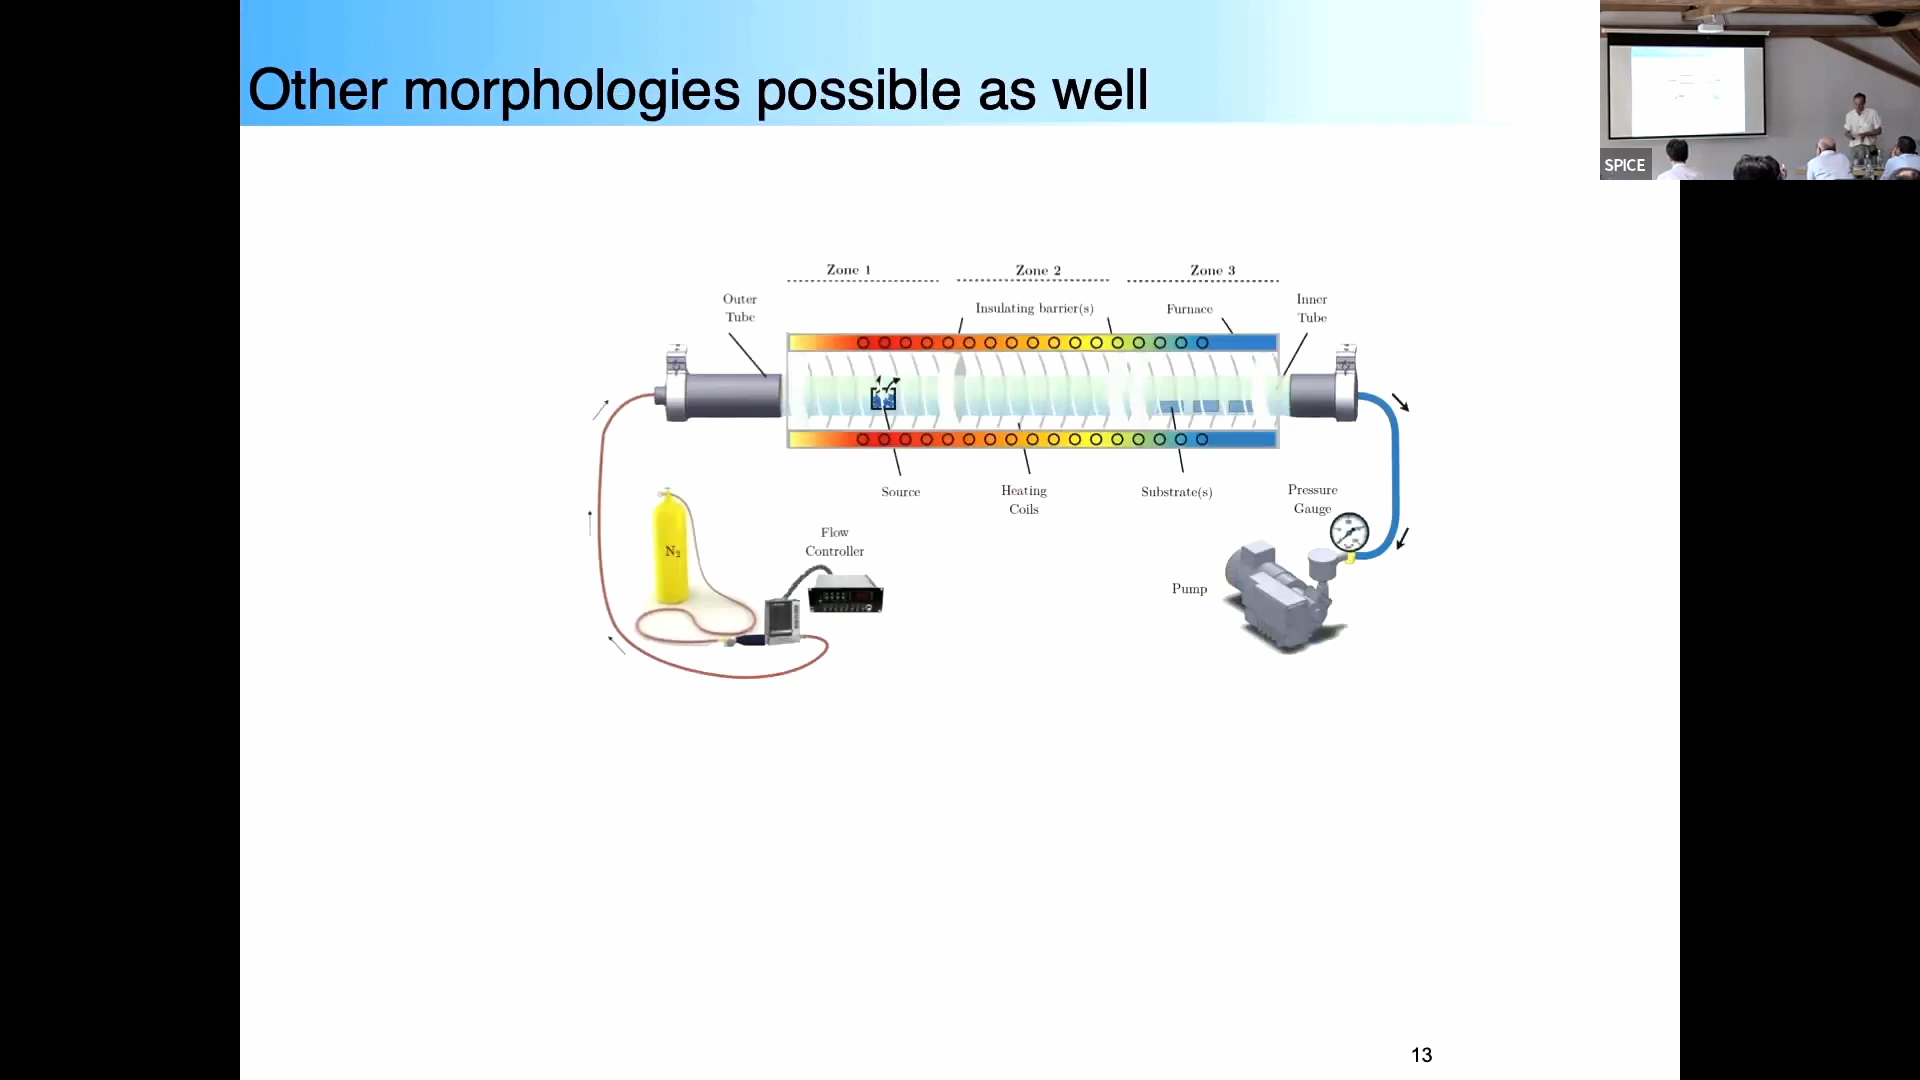 Other morphologies possible as well
SPICE
Zone 1
Zone 2
Zone 3
Outer
Tube
Insulating barrier(s)
Furnace
Inner
Tube
Source
Heating
Coils
Substrate(s)
Pressure
Gauge
N₂
Flow
Controller
Pump
13